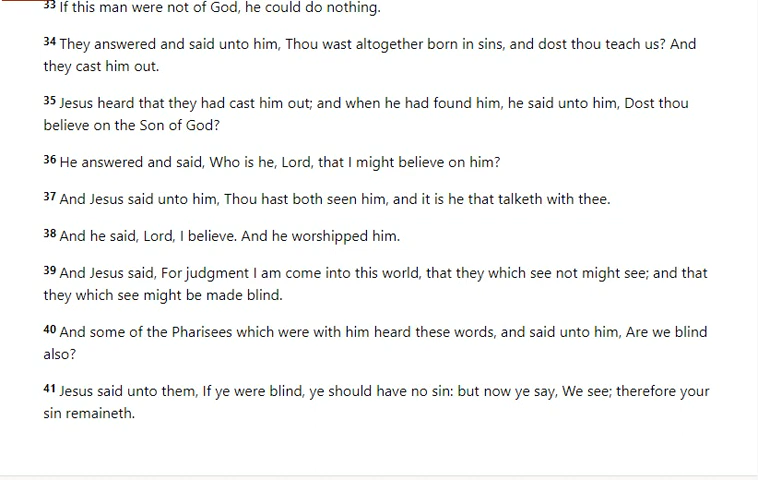 33 If this man were not of God, he could do nothing.
34 They answered and said unto him, Thou wast altogether born in sins, and dost thou teach us? And
they cast him out.
35 Jesus heard that they had cast him out; and when he had found him, he said unto him, Dost thou
believe on the Son of God?
36 He answered and said, Who is he, Lord, that I might believe on him?
37 And Jesus said unto him, Thou hast both seen him, and it is he that talketh with thee.
38 And he said, Lord, I believe. And he worshipped him.
39 And Jesus said, For judgment I am come into this world, that they which see not might see; and that
they which see might be made blind.
40 And some of the Pharisees which were with him heard these words, and said unto him, Are we blind
also?
41 Jesus said unto them, If ye were blind, ye should have no sin: but now ye say, We see; therefore your
sin remaineth.